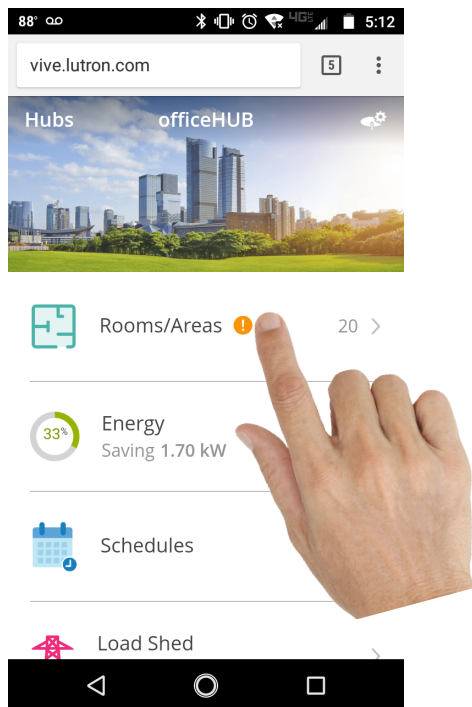 88° 4G 5:12
vive.lutron.com 5
Hubs officeHUB
Rooms/Areas ! 20
33% Energy
Saving 1.70 kW
Schedules
Load Shed